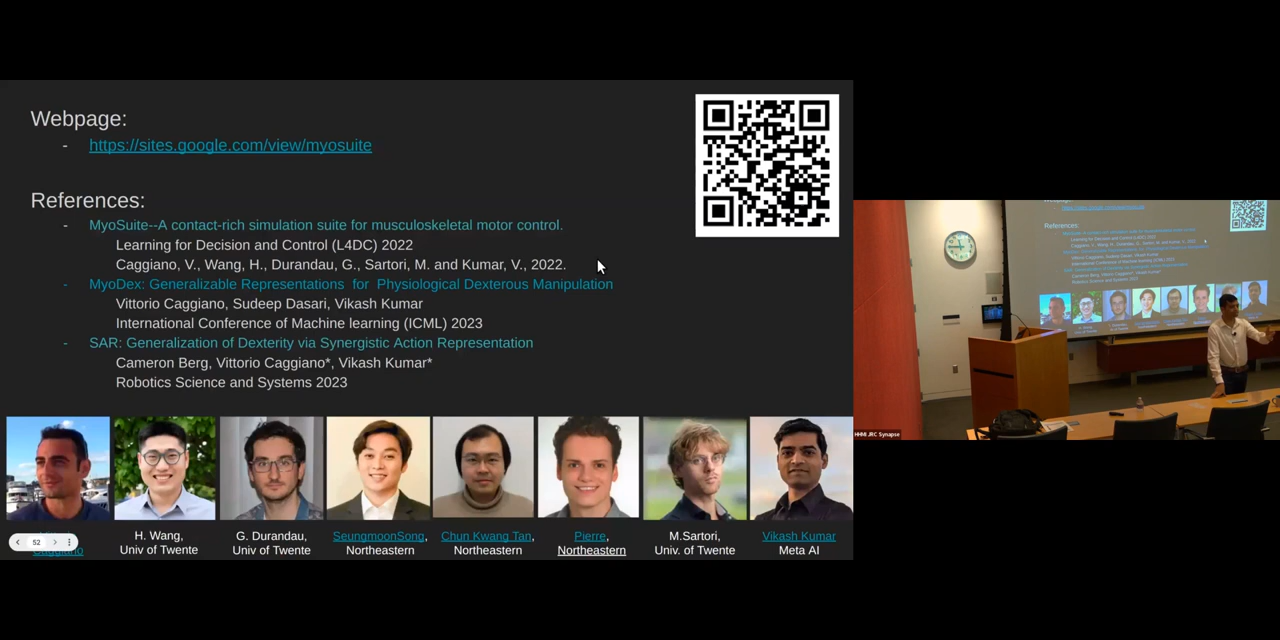 Webpage:
- https://sites.google.com/view/myosuite
References:
- MyoSuite--A contact-rich simulation suite for musculoskeletal motor control.
Learning for Decision and Control (L4DC) 2022
Caggiano, V., Wang, H., Durandau, G., Sartori, M. and Kumar, V., 2022.
- MyoDex: Generalizable Representations for Physiological Dexterous Manipulation
Vittorio Caggiano, Sudeep Dasari, Vikash Kumar
International Conference of Machine learning (ICML) 2023
- SAR: Generalization of Dexterity via Synergistic Action Representation
Cameron Berg, Vittorio Caggiano*, Vikash Kumar*
Robotics Science and Systems 2023
Caggiano
52
H. Wang,
Univ of Twente
G. Durandau,
Univ of Twente
SeungmoonSong,
Northeastern
Chun Kwang Tan,
Northeastern
Pierre,
Northeastern
M.Sartori,
Univ. of Twente
Vikash Kumar
Meta AI
References:
HHMI JRC Synapse